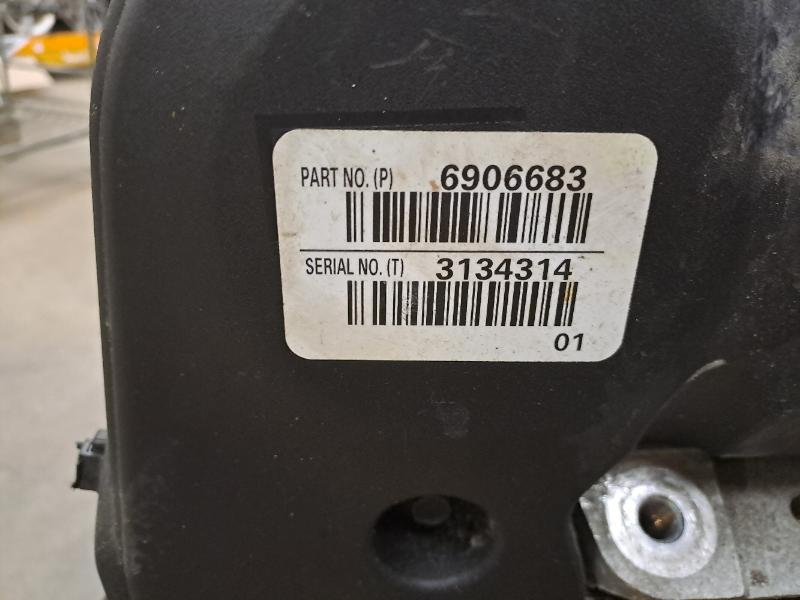 PART NO. (P) 6906683
SERIAL NO. (T) 3134314
01